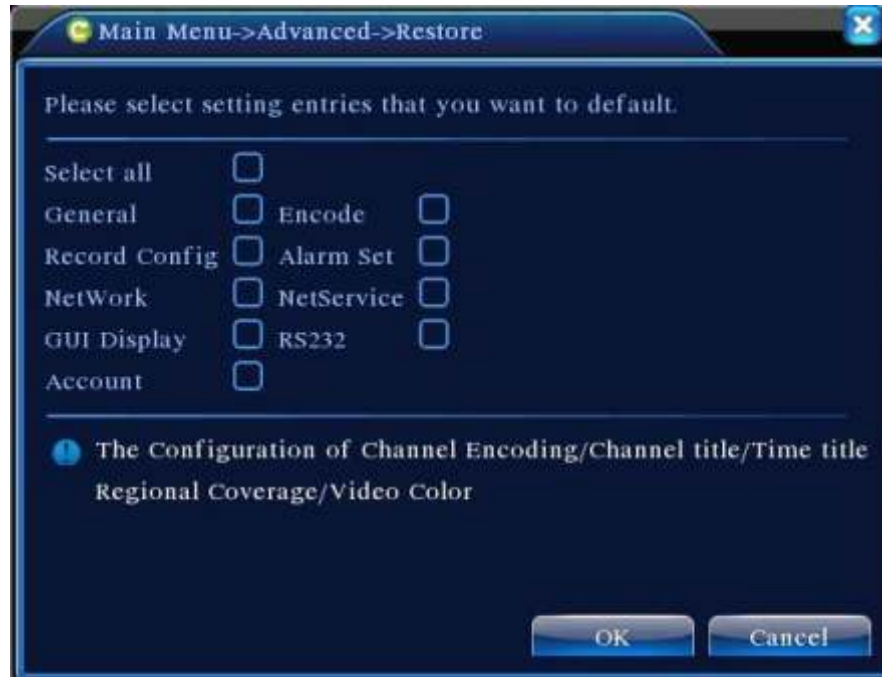 Main Menu->Advanced->Restore
Please select setting entries that you want to default.
Select all
General Encode
Record Config Alarm Set
NetWork NetService
GUI Display RS232
Account
The Configuration of Channel Encoding/Channel title/Time title
Regional Coverage/Video Color
OK Cancel